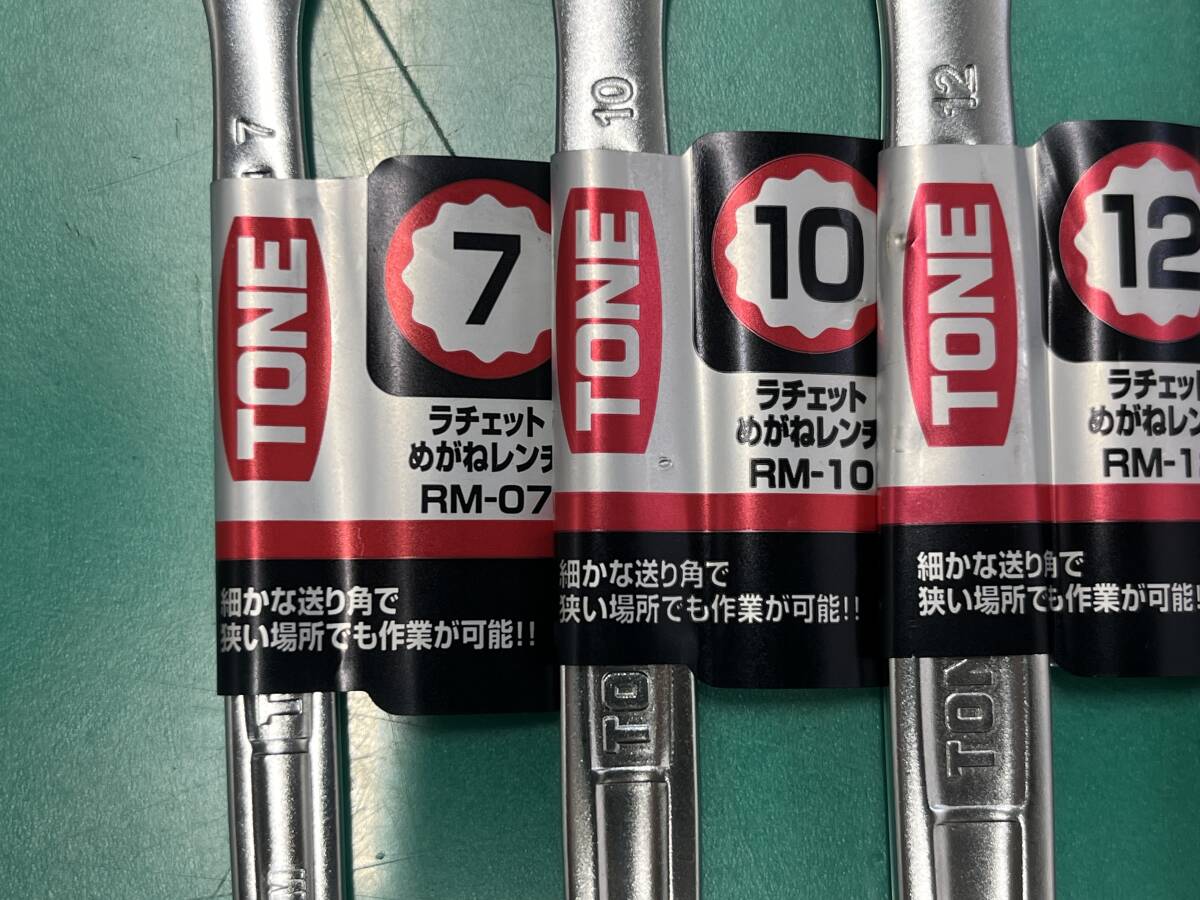 7
TONE
7
ラチェット
めがねレンチ
RM-07
細かな送り角で
狭い場所でも作業が可能!!
10
TONE
10
ラチェット
めがねレンチ
RM-10
細かな送り角で
狭い場所でも作業が可能!!
TO
12
TONE
12
ラチェット
めがねレン
RM-1
細かな送り角で
狭い場所でも作業が可能!
TON